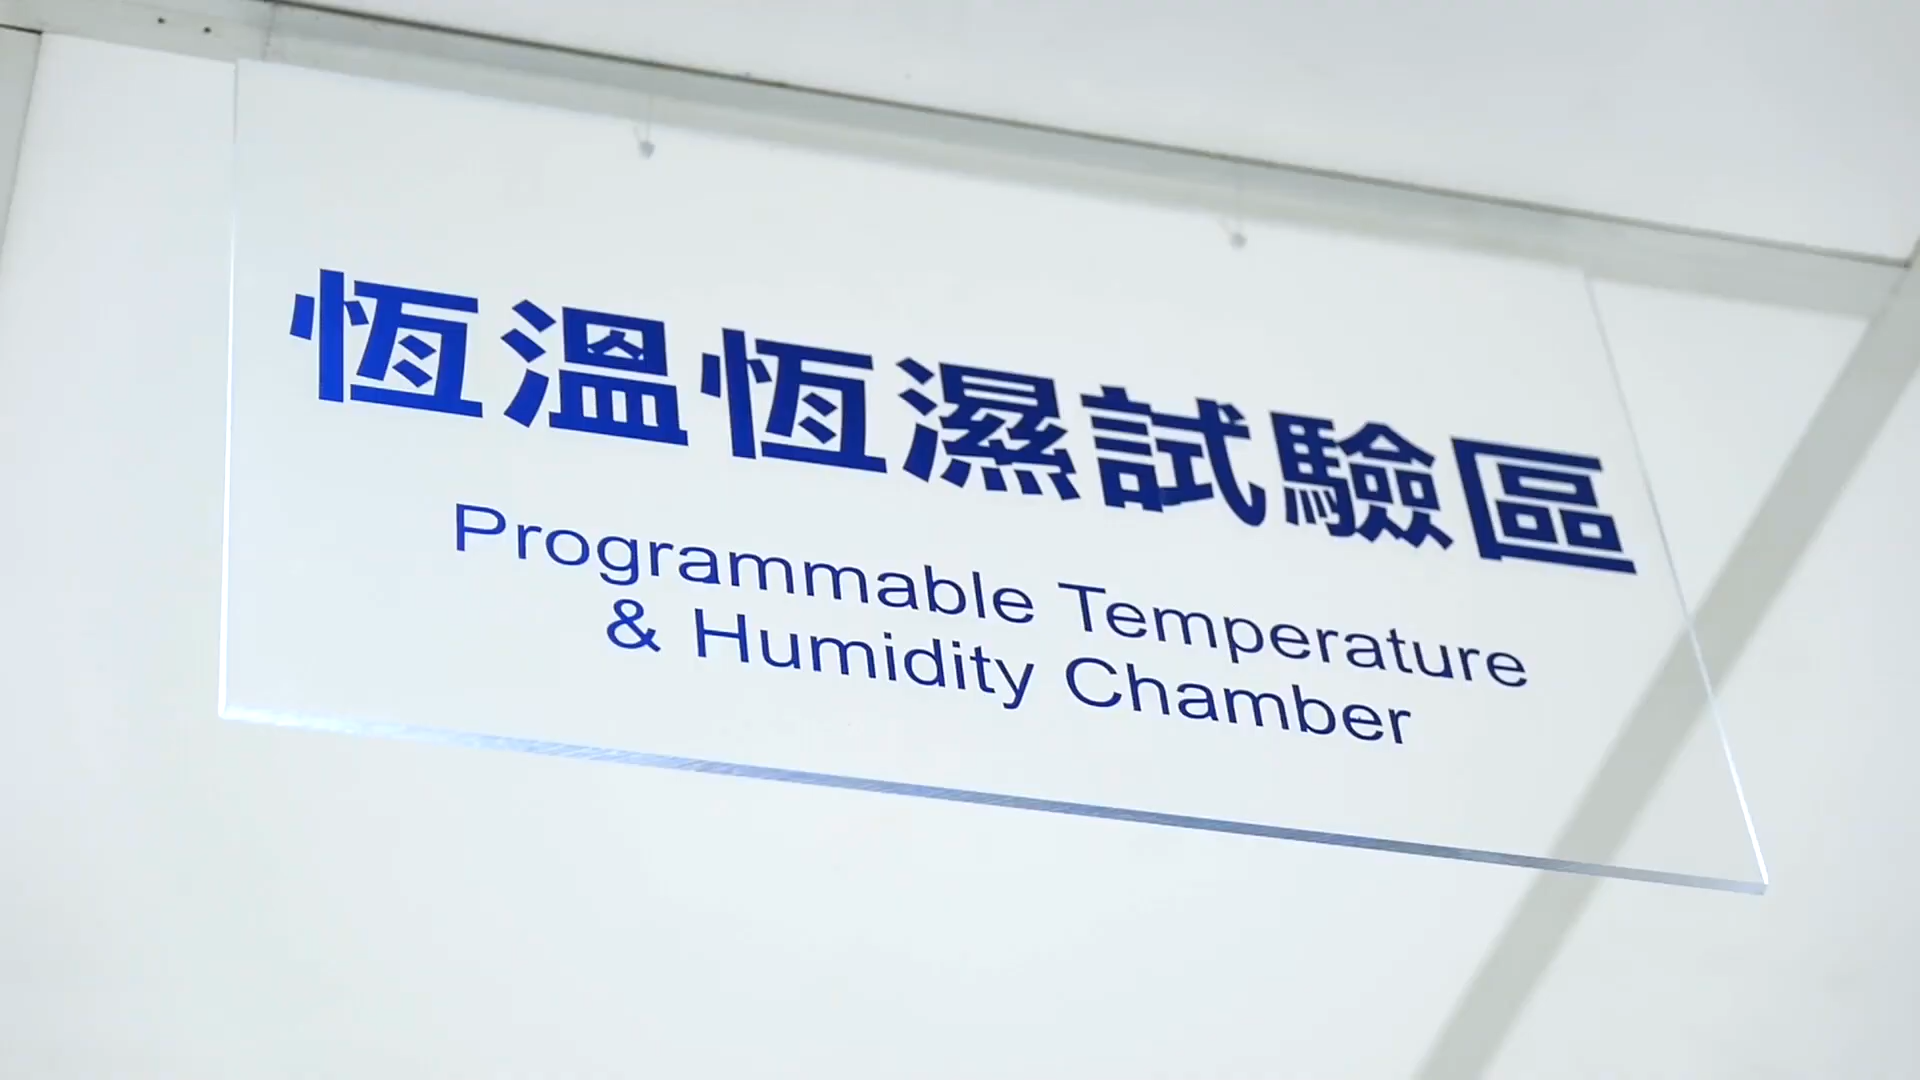 恆溫恆濕試驗區
Programmable Temperature
& Humidity Chamber